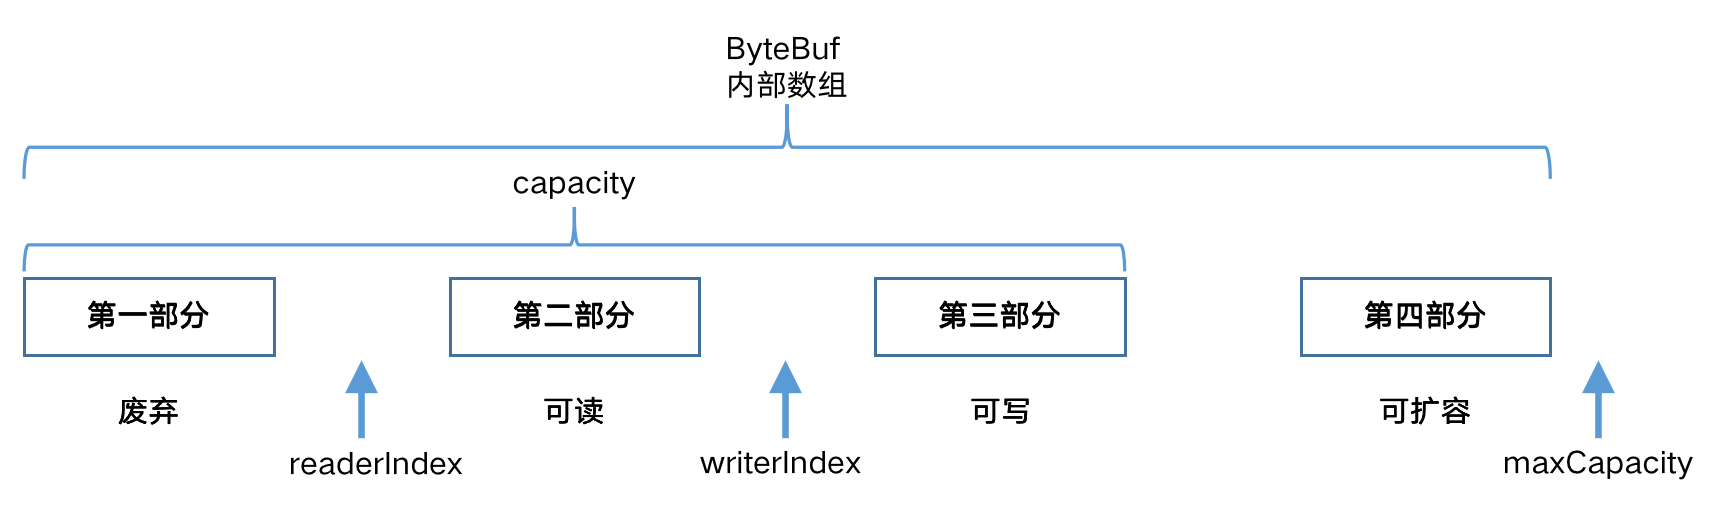 ByteBuf
内部数组
capacity
第一部分
第二部分
第三部分
第四部分
废弃
可读
可写
可扩容
readerIndex
writerIndex
maxCapacity